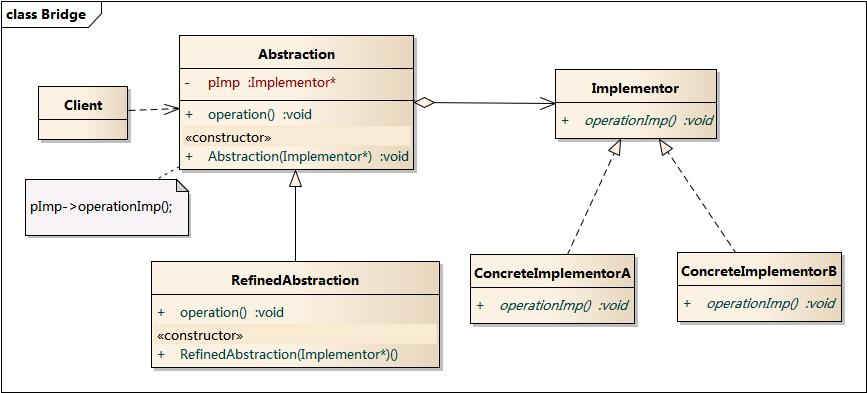 class Bridge
Abstraction
- pImp :Implementor*
+ operation() :void
«constructor»
+ Abstraction(Implementor*) :void
Client
Implementor
+ operationImp() :void
pImp->operationImp();
RefinedAbstraction
+ operation() :void
«constructor»
+ RefinedAbstraction(Implementor*)()
ConcreteImplementorA
+ operationImp() :void
ConcreteImplementorB
+ operationImp() :void